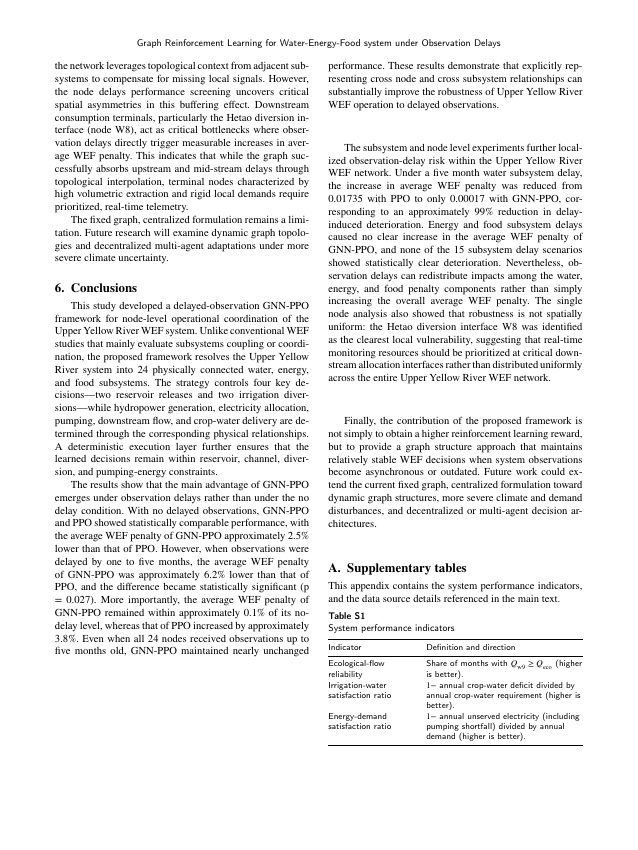 Graph Reinforcement Learning for Water-Energy-Food system under Observation Delays
the network leverages topological context from adjacent sub-
systems to compensate for missing local signals. However,
the node delays performance screening uncovers critical
spatial asymmetries in this buffering effect. Downstream
consumption terminals, particularly the Hetao diversion in-
terface (node W8), act as critical bottlenecks where obser-
vation delays directly trigger measurable increases in aver-
age WEF penalty. This indicates that while the graph suc-
cessfully absorbs upstream and mid-stream delays through
topological interpolation, terminal nodes characterized by
high volumetric extraction and rigid local demands require
prioritized, real-time telemetry.
The fixed graph, centralized formulation remains a limi-
tation. Future research will examine dynamic graph topolo-
gies and decentralized multi-agent adaptations under more
severe climate uncertainty.
6. Conclusions
This study developed a delayed-observation GNN-PPO
framework for node-level operational coordination of the
Upper Yellow River WEF system. Unlike conventional WEF
studies that mainly evaluate subsystems coupling or coordi-
nation, the proposed framework resolves the Upper Yellow
River system into 24 physically connected water, energy,
and food subsystems. The strategy controls four key de-
cisions—two reservoir releases and two irrigation diver-
sions—while hydropower generation, electricity allocation,
pumping, downstream flow, and crop-water delivery are de-
termined through the corresponding physical relationships.
A deterministic execution layer further ensures that the
learned decisions remain within reservoir, channel, diver-
sion, and pumping-energy constraints.
The results show that the main advantage of GNN-PPO
emerges under observation delays rather than under the no
delay condition. With no delayed observations, GNN-PPO
and PPO showed statistically comparable performance, with
the average WEF penalty of GNN-PPO approximately 2.5%
lower than that of PPO. However, when observations were
delayed by one to five months, the average WEF penalty
of GNN-PPO was approximately 6.2% lower than that of
PPO, and the difference became statistically significant (p
= 0.027). More importantly, the average WEF penalty of
GNN-PPO remained within approximately 0.1% of its no-
delay level, whereas that of PPO increased by approximately
3.8%. Even when all 24 nodes received observations up to
five months old, GNN-PPO maintained nearly unchanged
performance. These results demonstrate that explicitly rep-
resenting cross node and cross subsystem relationships can
substantially improve the robustness of Upper Yellow River
WEF operation to delayed observations.
The subsystem and node level experiments further local-
ized observation-delay risk within the Upper Yellow River
WEF network. Under a five month water subsystem delay,
the increase in average WEF penalty was reduced from
0.01735 with PPO to only 0.00017 with GNN-PPO, cor-
responding to an approximately 99% reduction in delay-
induced deterioration. Energy and food subsystem delays
caused no clear increase in the average WEF penalty of
GNN-PPO, and none of the 15 subsystem delay scenarios
showed statistically clear deterioration. Nevertheless, ob-
servation delays can redistribute impacts among the water,
energy, and food penalty components rather than simply
increasing the overall average WEF penalty. The single
node analysis also showed that robustness is not spatially
uniform: the Hetao diversion interface W8 was identified
as the clearest local vulnerability, suggesting that real-time
monitoring resources should be prioritized at critical down-
stream allocation interfaces rather than distributed uniformly
across the entire Upper Yellow River WEF network.
Finally, the contribution of the proposed framework is
not simply to obtain a higher reinforcement learning reward,
but to provide a graph structure approach that maintains
relatively stable WEF decisions when system observations
become asynchronous or outdated. Future work could ex-
tend the current fixed graph, centralized formulation toward
dynamic graph structures, more severe climate and demand
disturbances, and decentralized or multi-agent decision ar-
chitectures.
A. Supplementary tables
This appendix contains the system performance indicators,
and the data source details referenced in the main text.
Table S1
System performance indicators
Indicator Definition and direction
Ecological-flow Share of months with Qw9 ≥ Qeco (higher
reliability is better).
Irrigation-water 1− annual crop-water deficit divided by
satisfaction ratio annual crop-water requirement (higher is
better).
Energy-demand 1− annual unserved electricity (including
satisfaction ratio pumping shortfall) divided by annual
demand (higher is better).